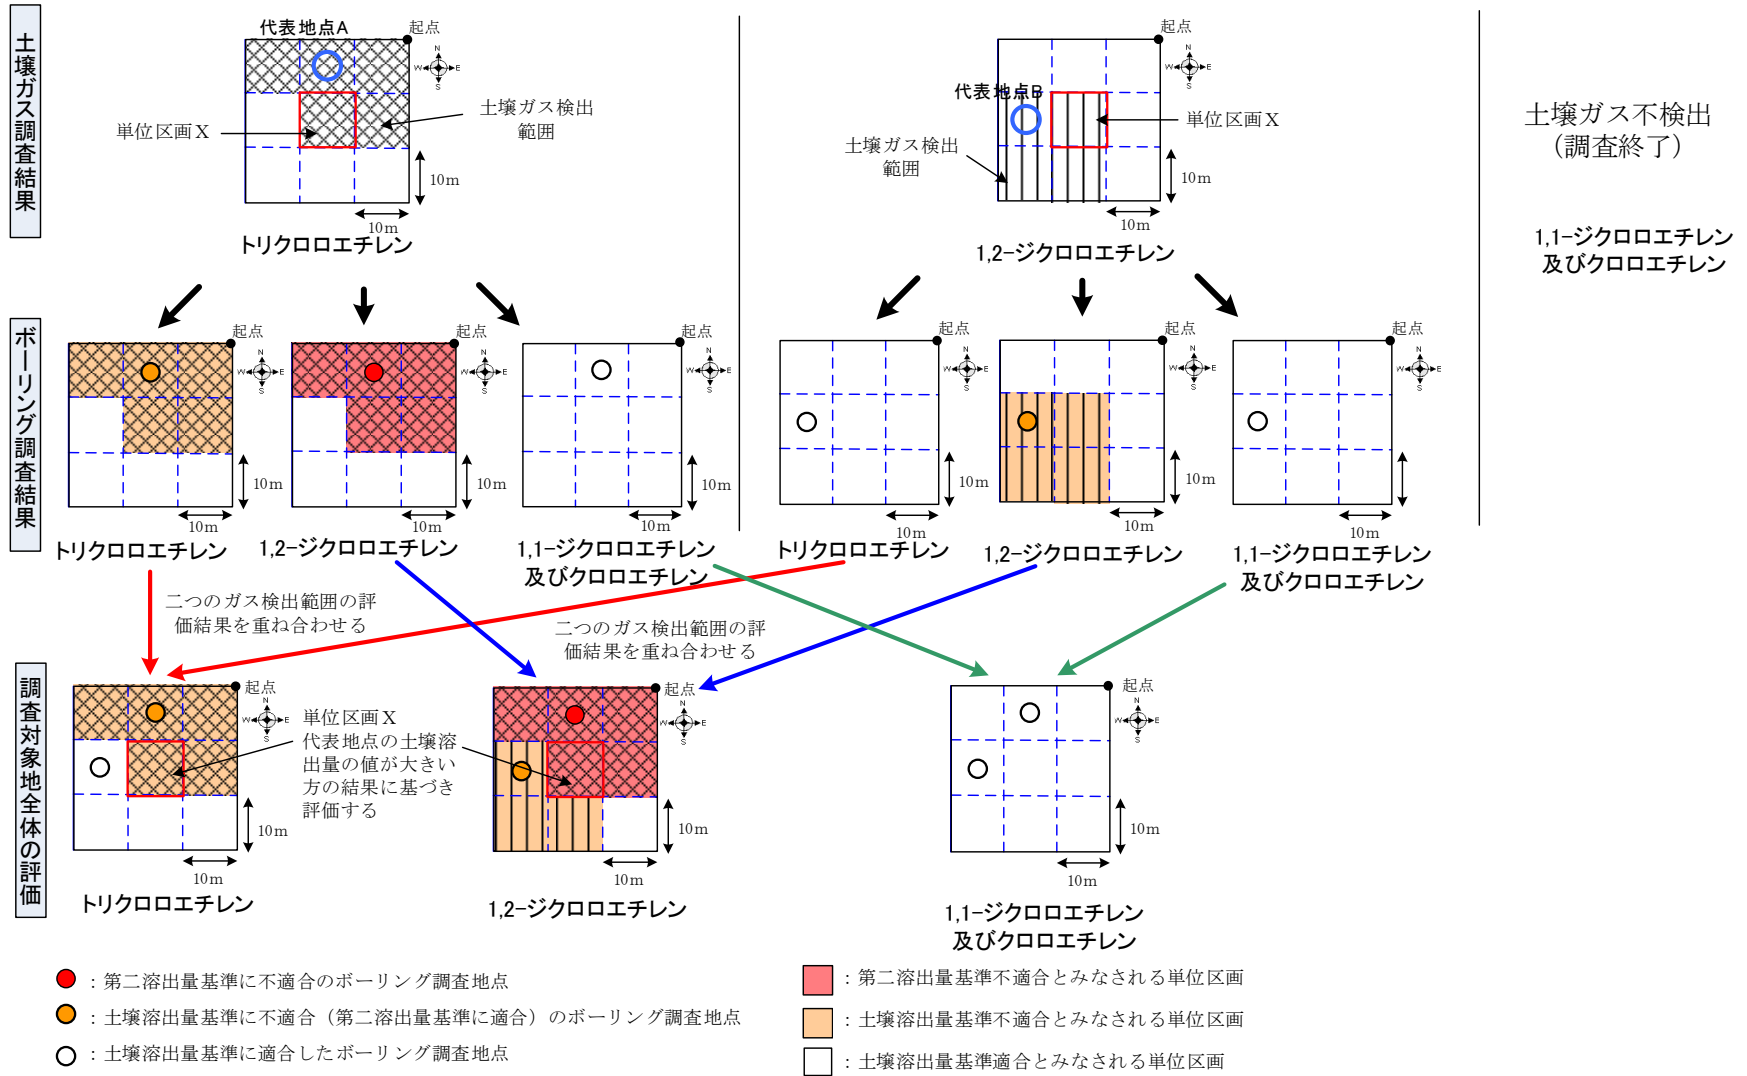 土壌ガス調査結果
代表地点A
起点
N
W
E
S
単位区画X
土壌ガス検出
範囲
10m
10m
トリクロロエチレン
起点
N
W
E
S
代表地点B
単位区画X
土壌ガス検出
範囲
10m
10m
1,2-ジクロロエチレン
土壌ガス不検出
（調査終了）
1,1-ジクロロエチレン
及びクロロエチレン
ボーリング調査結果
起点
N
W
E
S
10m
10m
トリクロロエチレン
起点
N
W
E
S
10m
10m
1,2-ジクロロエチレン
起点
N
W
E
S
10m
10m
1,1-ジクロロエチレン
及びクロロエチレン
起点
N
W
E
S
10m
10m
トリクロロエチレン
起点
N
W
E
S
10m
10m
1,2-ジクロロエチレン
起点
N
W
E
S
10m
10m
1,1-ジクロロエチレン
及びクロロエチレン
二つのガス検出範囲の評
価結果を重ね合わせる
二つのガス検出範囲の評
価結果を重ね合わせる
調査対象地全体の評価
起点
N
W
E
S
10m
10m
トリクロロエチレン
単位区画X
代表地点の土壌溶
出量の値が大きい
方の結果に基づき
評価する
起点
N
W
E
S
10m
10m
1,2-ジクロロエチレン
起点
N
W
E
S
10m
10m
1,1-ジクロロエチレン
及びクロロエチレン
：第二溶出量基準に不適合のボーリング調査地点
：土壌溶出量基準に不適合（第二溶出量基準に適合）のボーリング調査地点
：土壌溶出量基準に適合したボーリング調査地点
：第二溶出量基準不適合とみなされる単位区画
：土壌溶出量基準不適合とみなされる単位区画
：土壌溶出量基準適合とみなされる単位区画